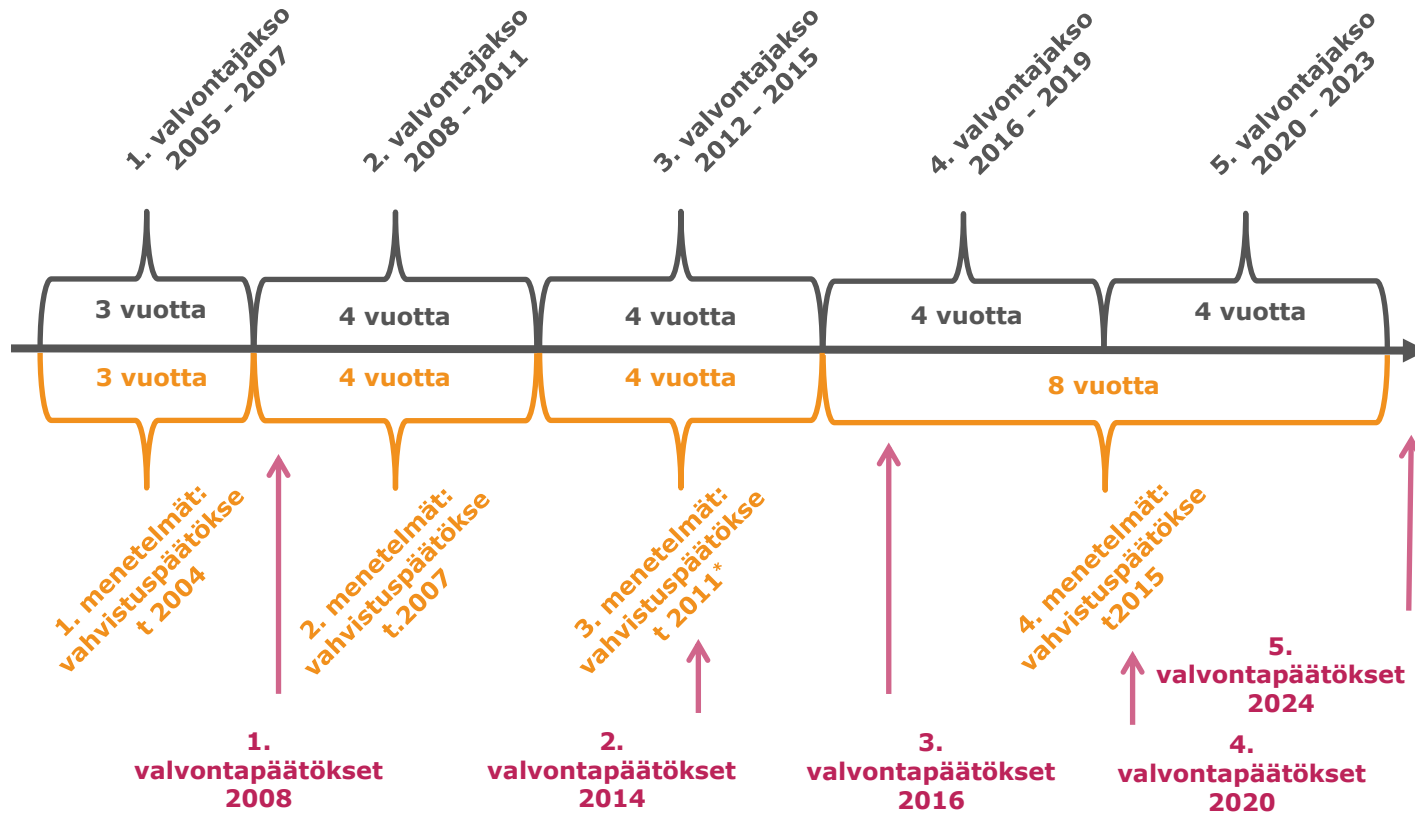 1. valvontajakso
2005 - 2007
2. valvontajakso
2008 - 2011
3. valvontajakso
2012 - 2015
4. valvontajakso
2016 - 2019
5. valvontajakso
2020 - 2023
3 vuotta
4 vuotta
4 vuotta
4 vuotta
4 vuotta
3 vuotta
4 vuotta
4 vuotta
8 vuotta
1. menetelmät:
vahvistuspäätökse
t 2004
2. menetelmät:
vahvistuspäätökse
t.2007
3. menetelmät:
vahvistuspäätökse
t 2011*
4. menetelmät:
vahvistuspäätökse
t2015
1.
valvontapäätökset
2008
2.
valvontapäätökset
2014
3.
valvontapäätökset
2016
4.
valvontapäätökset
2020
5.
valvontapäätökset
2024